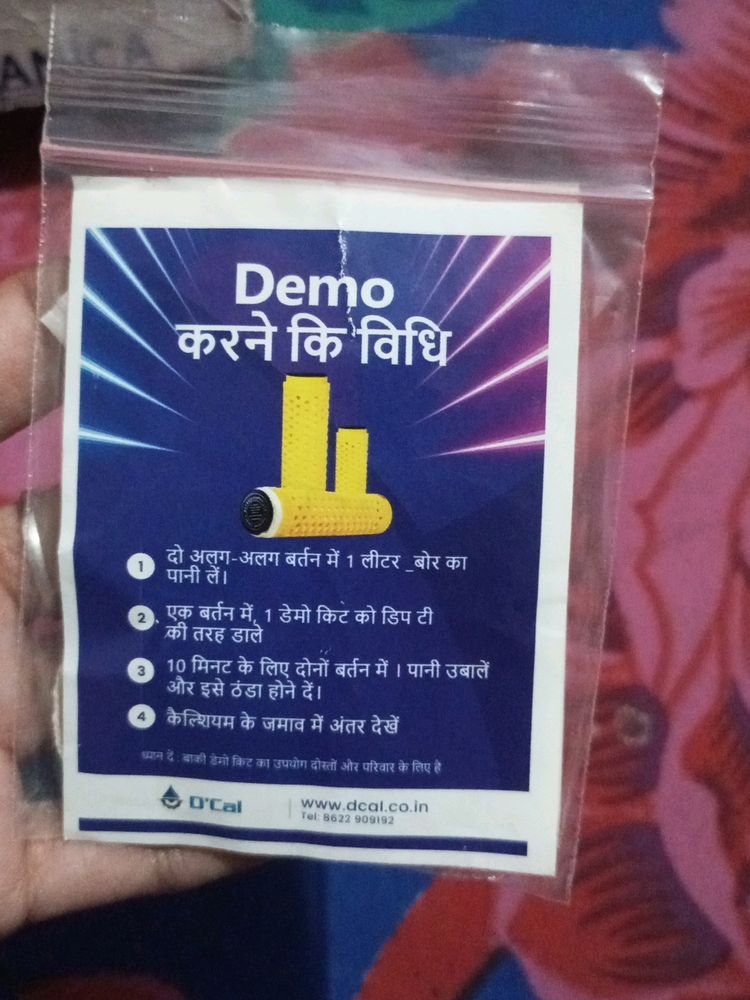 ANICA
Demo
करने कि विधि
1 दो अलग-अलग बर्तन में 1 लीटर _बोर का
पानी लें।
2 एक बर्तन में, 1 डेमो किट को डिप टी
की तरह डाले
3 10 मिनट के लिए दोनों बर्तन में । पानी उबालें
और इसे ठंडा होने दें।
4 कैल्शियम के जमाव में अंतर देखें
ध्यान दें : बाकी डेमो किट का उपयोग दोस्तों और परिवार के लिए है
D'Cal
www.dcal.co.in
Tel: 8622 909192